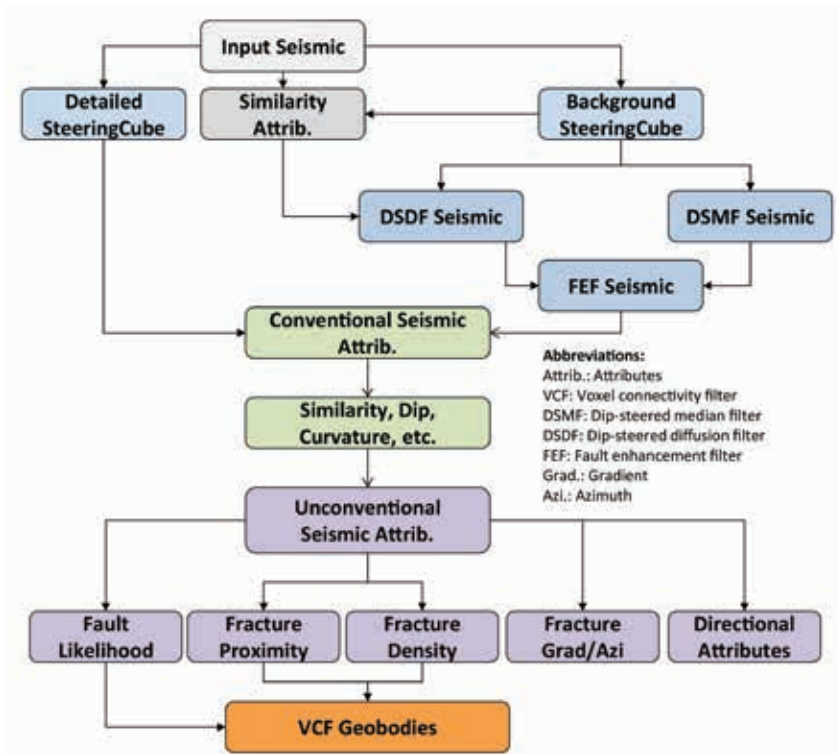 Input Seismic
Detailed
SteeringCube
Similarity
Attrib.
Background
SteeringCube
DSDF Seismic
DSMF Seismic
FEF Seismic
Conventional Seismic
Attrib.
Abbreviations:
Attrib.: Attributes
VCF: Voxel connectivity filter
DSMF: Dip-steered median filter
DSDF: Dip-steered diffusion filter
FEF: Fault enhancement filter
Grad.: Gradient
Azi.: Azimuth
Similarity, Dip,
Curvature, etc.
Unconventional
Seismic Attrib.
Fault
Likelihood
Fracture
Proximity
Fracture
Density
Fracture
Grad/Azi
Directional
Attributes
VCF Geobodies